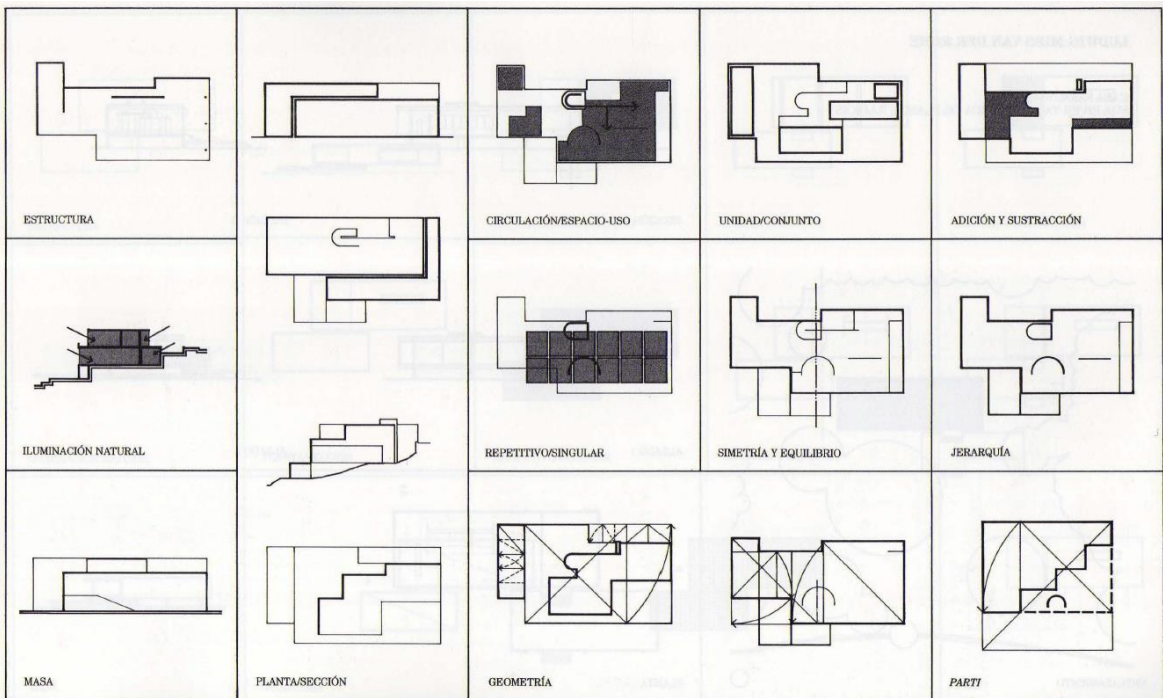 ESTRUCTURA
CIRCULACIÓN/ESPACIO-USO
UNIDAD/CONJUNTO
ADICIÓN Y SUSTRACCIÓN
ILUMINACIÓN NATURAL
REPETITIVO/SINGULAR
SIMETRÍA Y EQUILIBRIO
JERARQUÍA
MASA
PLANTA/SECCIÓN
GEOMETRÍA
PARTI